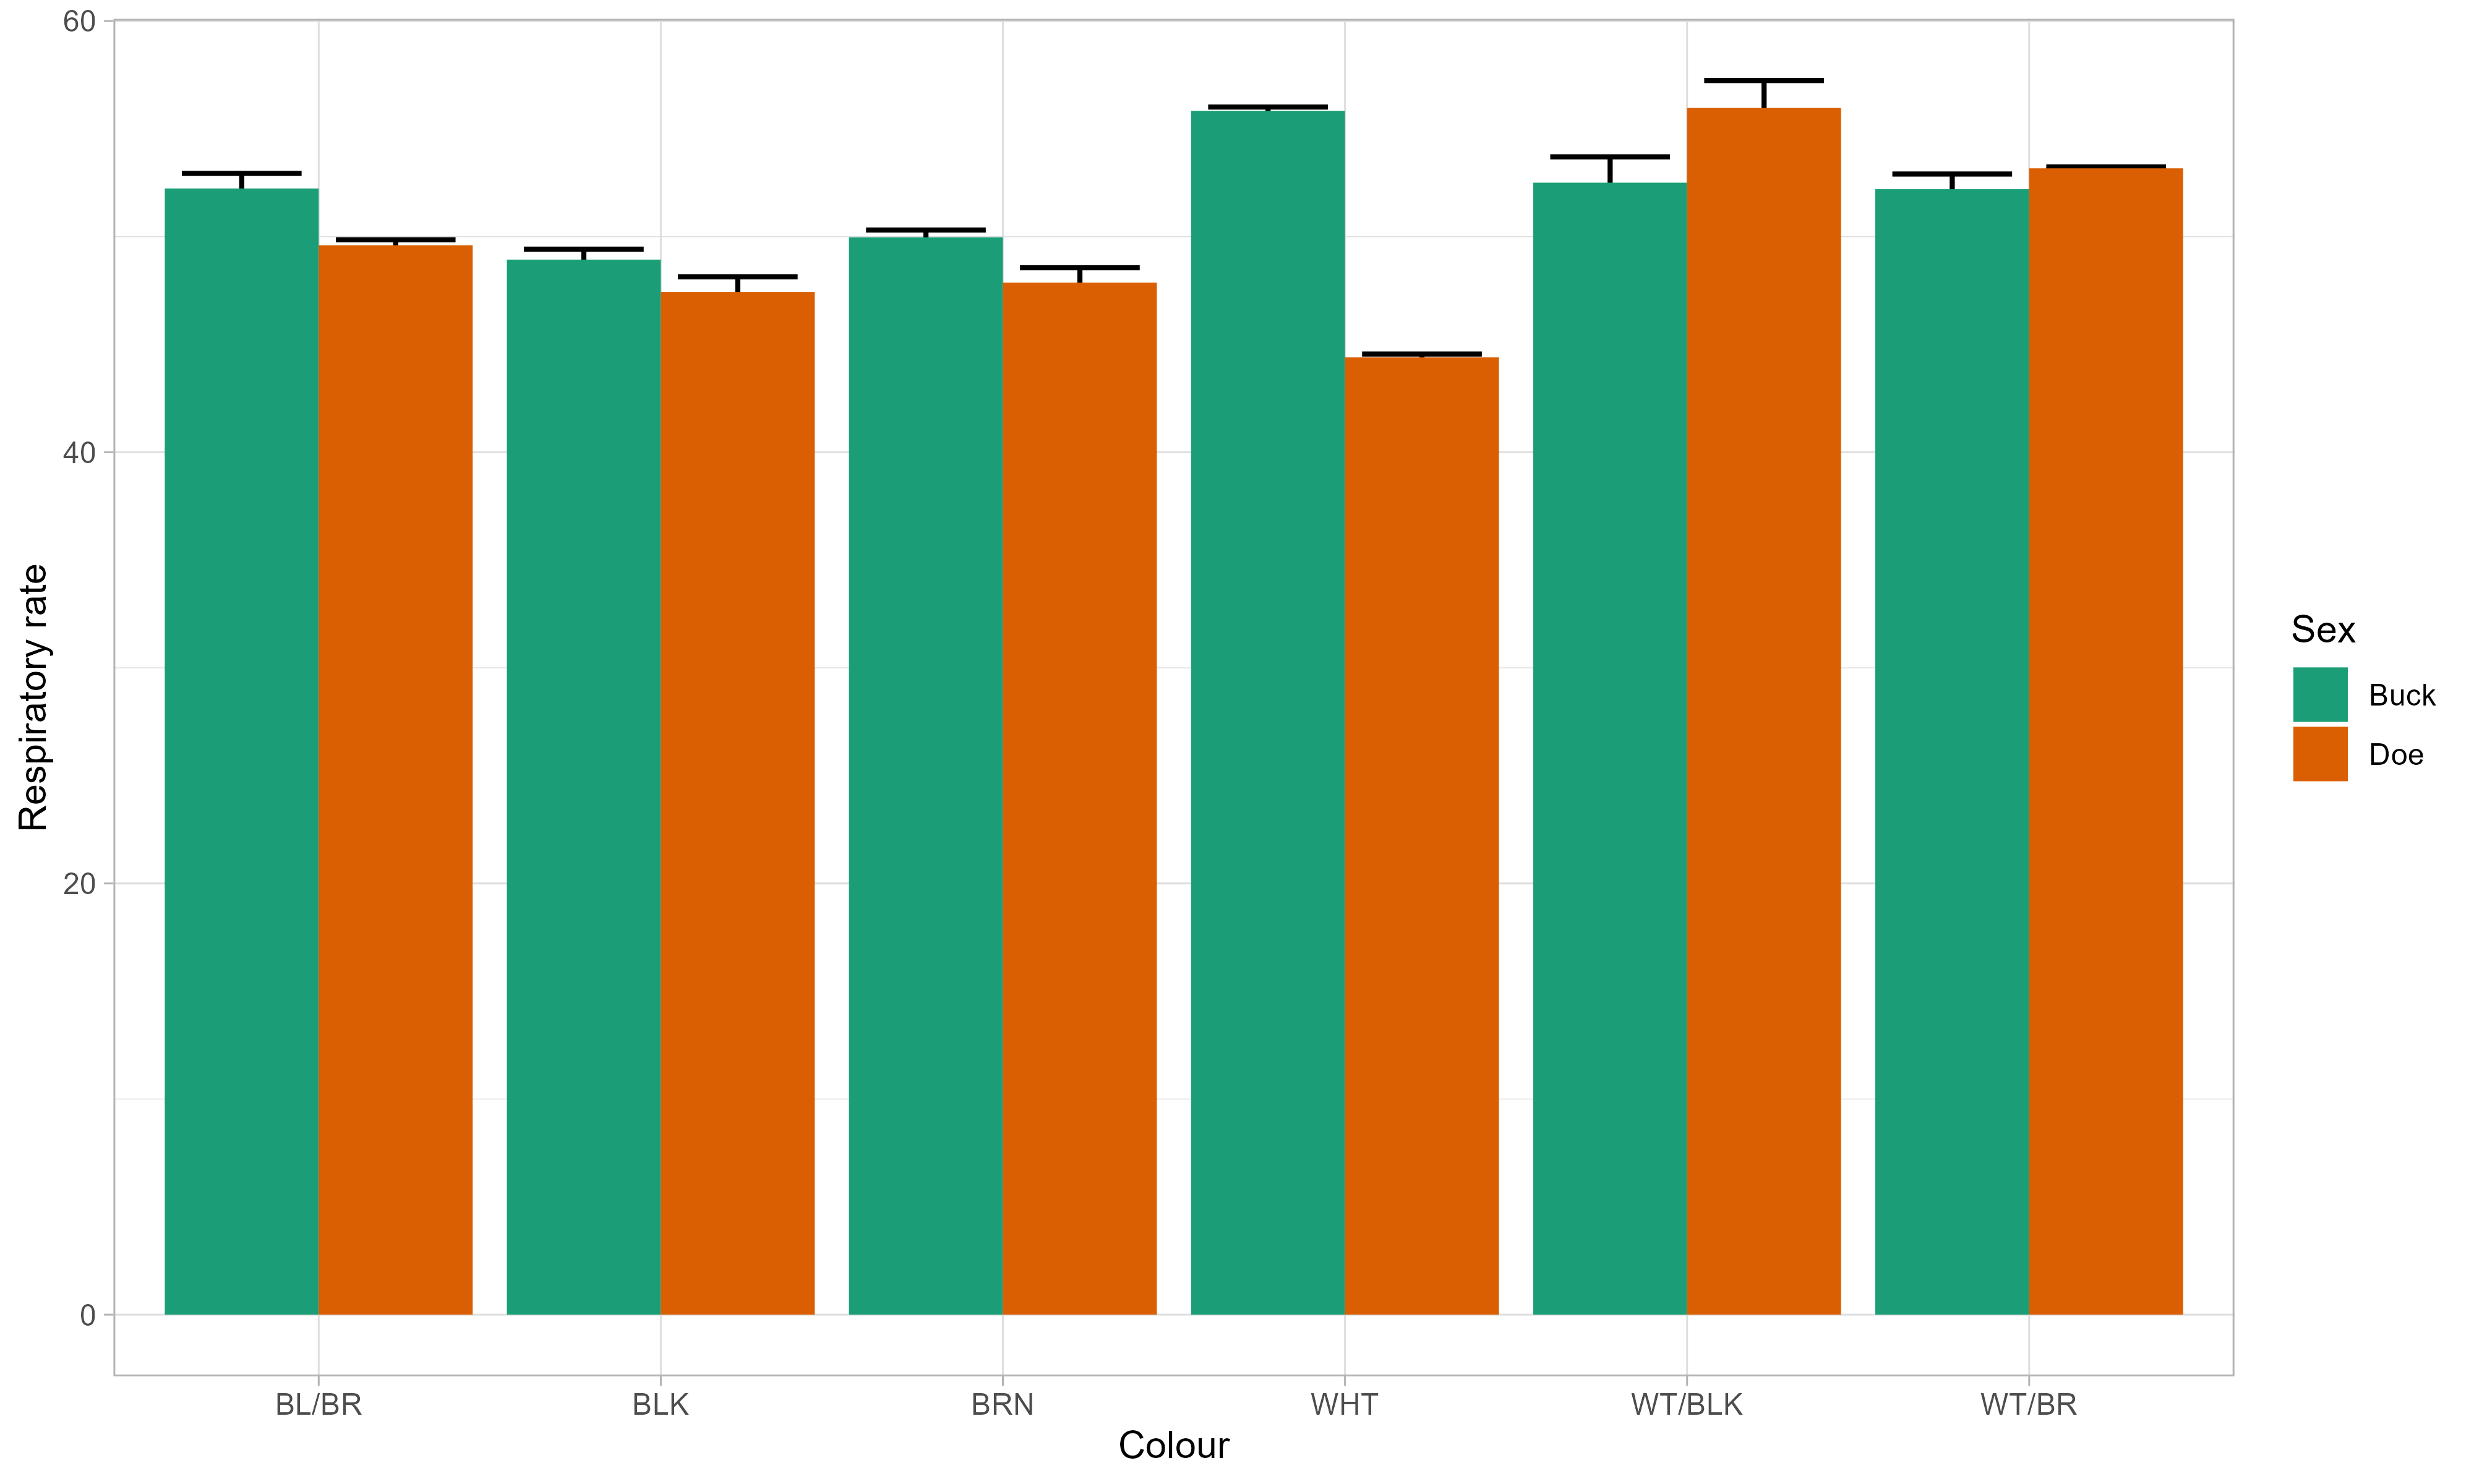 60
40
20
0
Respiratory rate
BL/BR BLK BRN WHT WT/BLK WT/BR
Colour
Sex
Buck
Doe